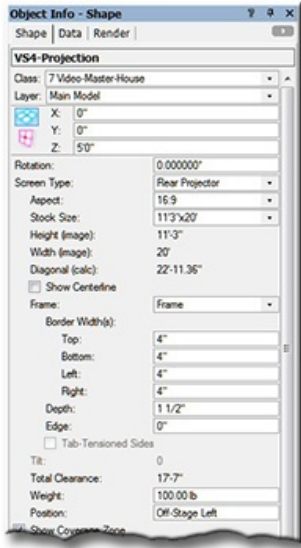 Object Info - Shape
Shape Data Render
VS4-Projection
Class: 7 Video-Master-House
Layer: Main Model
X: 0"
Y: 0"
Z: 5'0"
Rotation: 0.000000°
Screen Type: Rear Projector
Aspect: 16:9
Stock Size: 11'3"x20'
Height (image): 11'-3"
Width (image): 20'
Diagonal (calc): 22'-11.36"
Show Centerline
Frame: Frame
Border Width(s):
Top: 4"
Bottom: 4"
Left: 4"
Right: 4"
Depth: 1 1/2"
Edge: 0"
Tab-Tensioned Sides
Tilt: 0
Total Clearance: 17'-7"
Weight: 100.00 lb
Position: Off-Stage Left
Show Coverage Zone